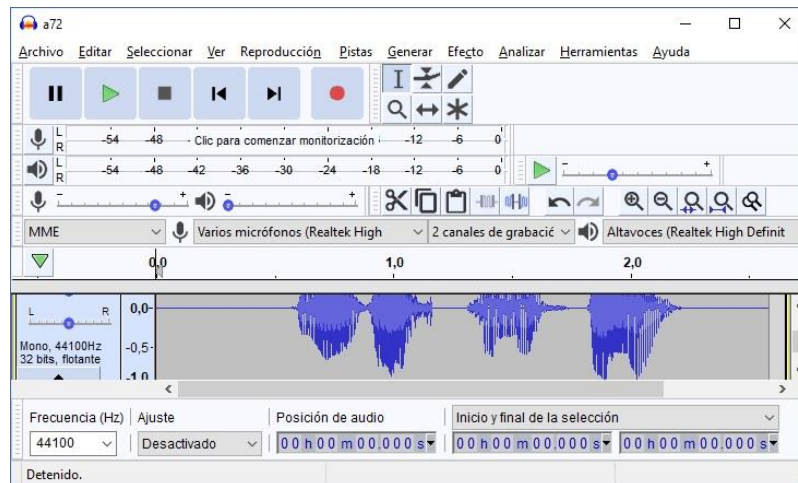 a72
Archivo Editar Seleccionar Ver Reproducción Pistas Generar Efecto Analizar Herramientas Ayuda
L
R
-54 -48 Clic para comenzar monitorización -12 -6 0
L
R
-54 -48 -42 -36 -30 -24 -18 -12 -6 0
MME Varios micrófonos (Realtek High 2 canales de grabació Altavoces (Realtek High Definit
0,0 1,0 2,0
L R 0,0
Mono, 44100Hz -0,5
32 bits, flotante
-1,0
Frecuencia (Hz) Ajuste Posición de audio Inicio y final de la selección
44100 Desactivado 00 h 00 m 00.000 s 00 h 00 m 00.000 s 00 h 00 m 00.000 s
Detenido.